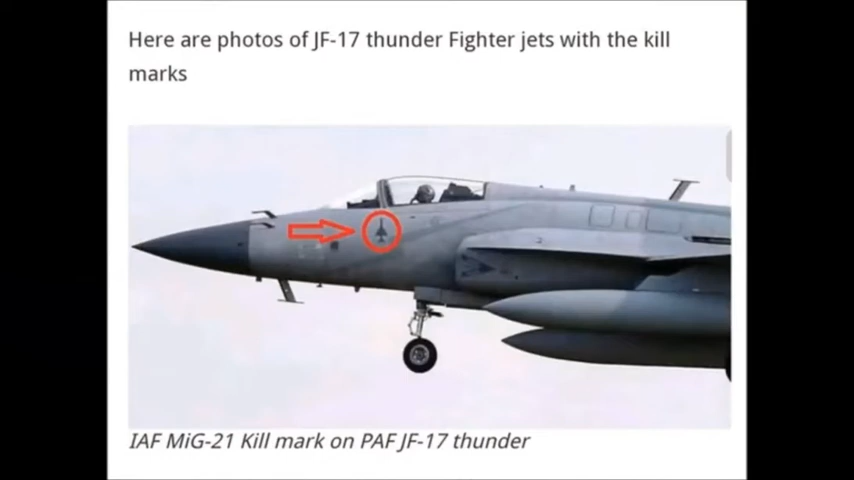 Here are photos of JF-17 thunder Fighter jets with the kill
marks
IAF MiG-21 Kill mark on PAF JF-17 thunder